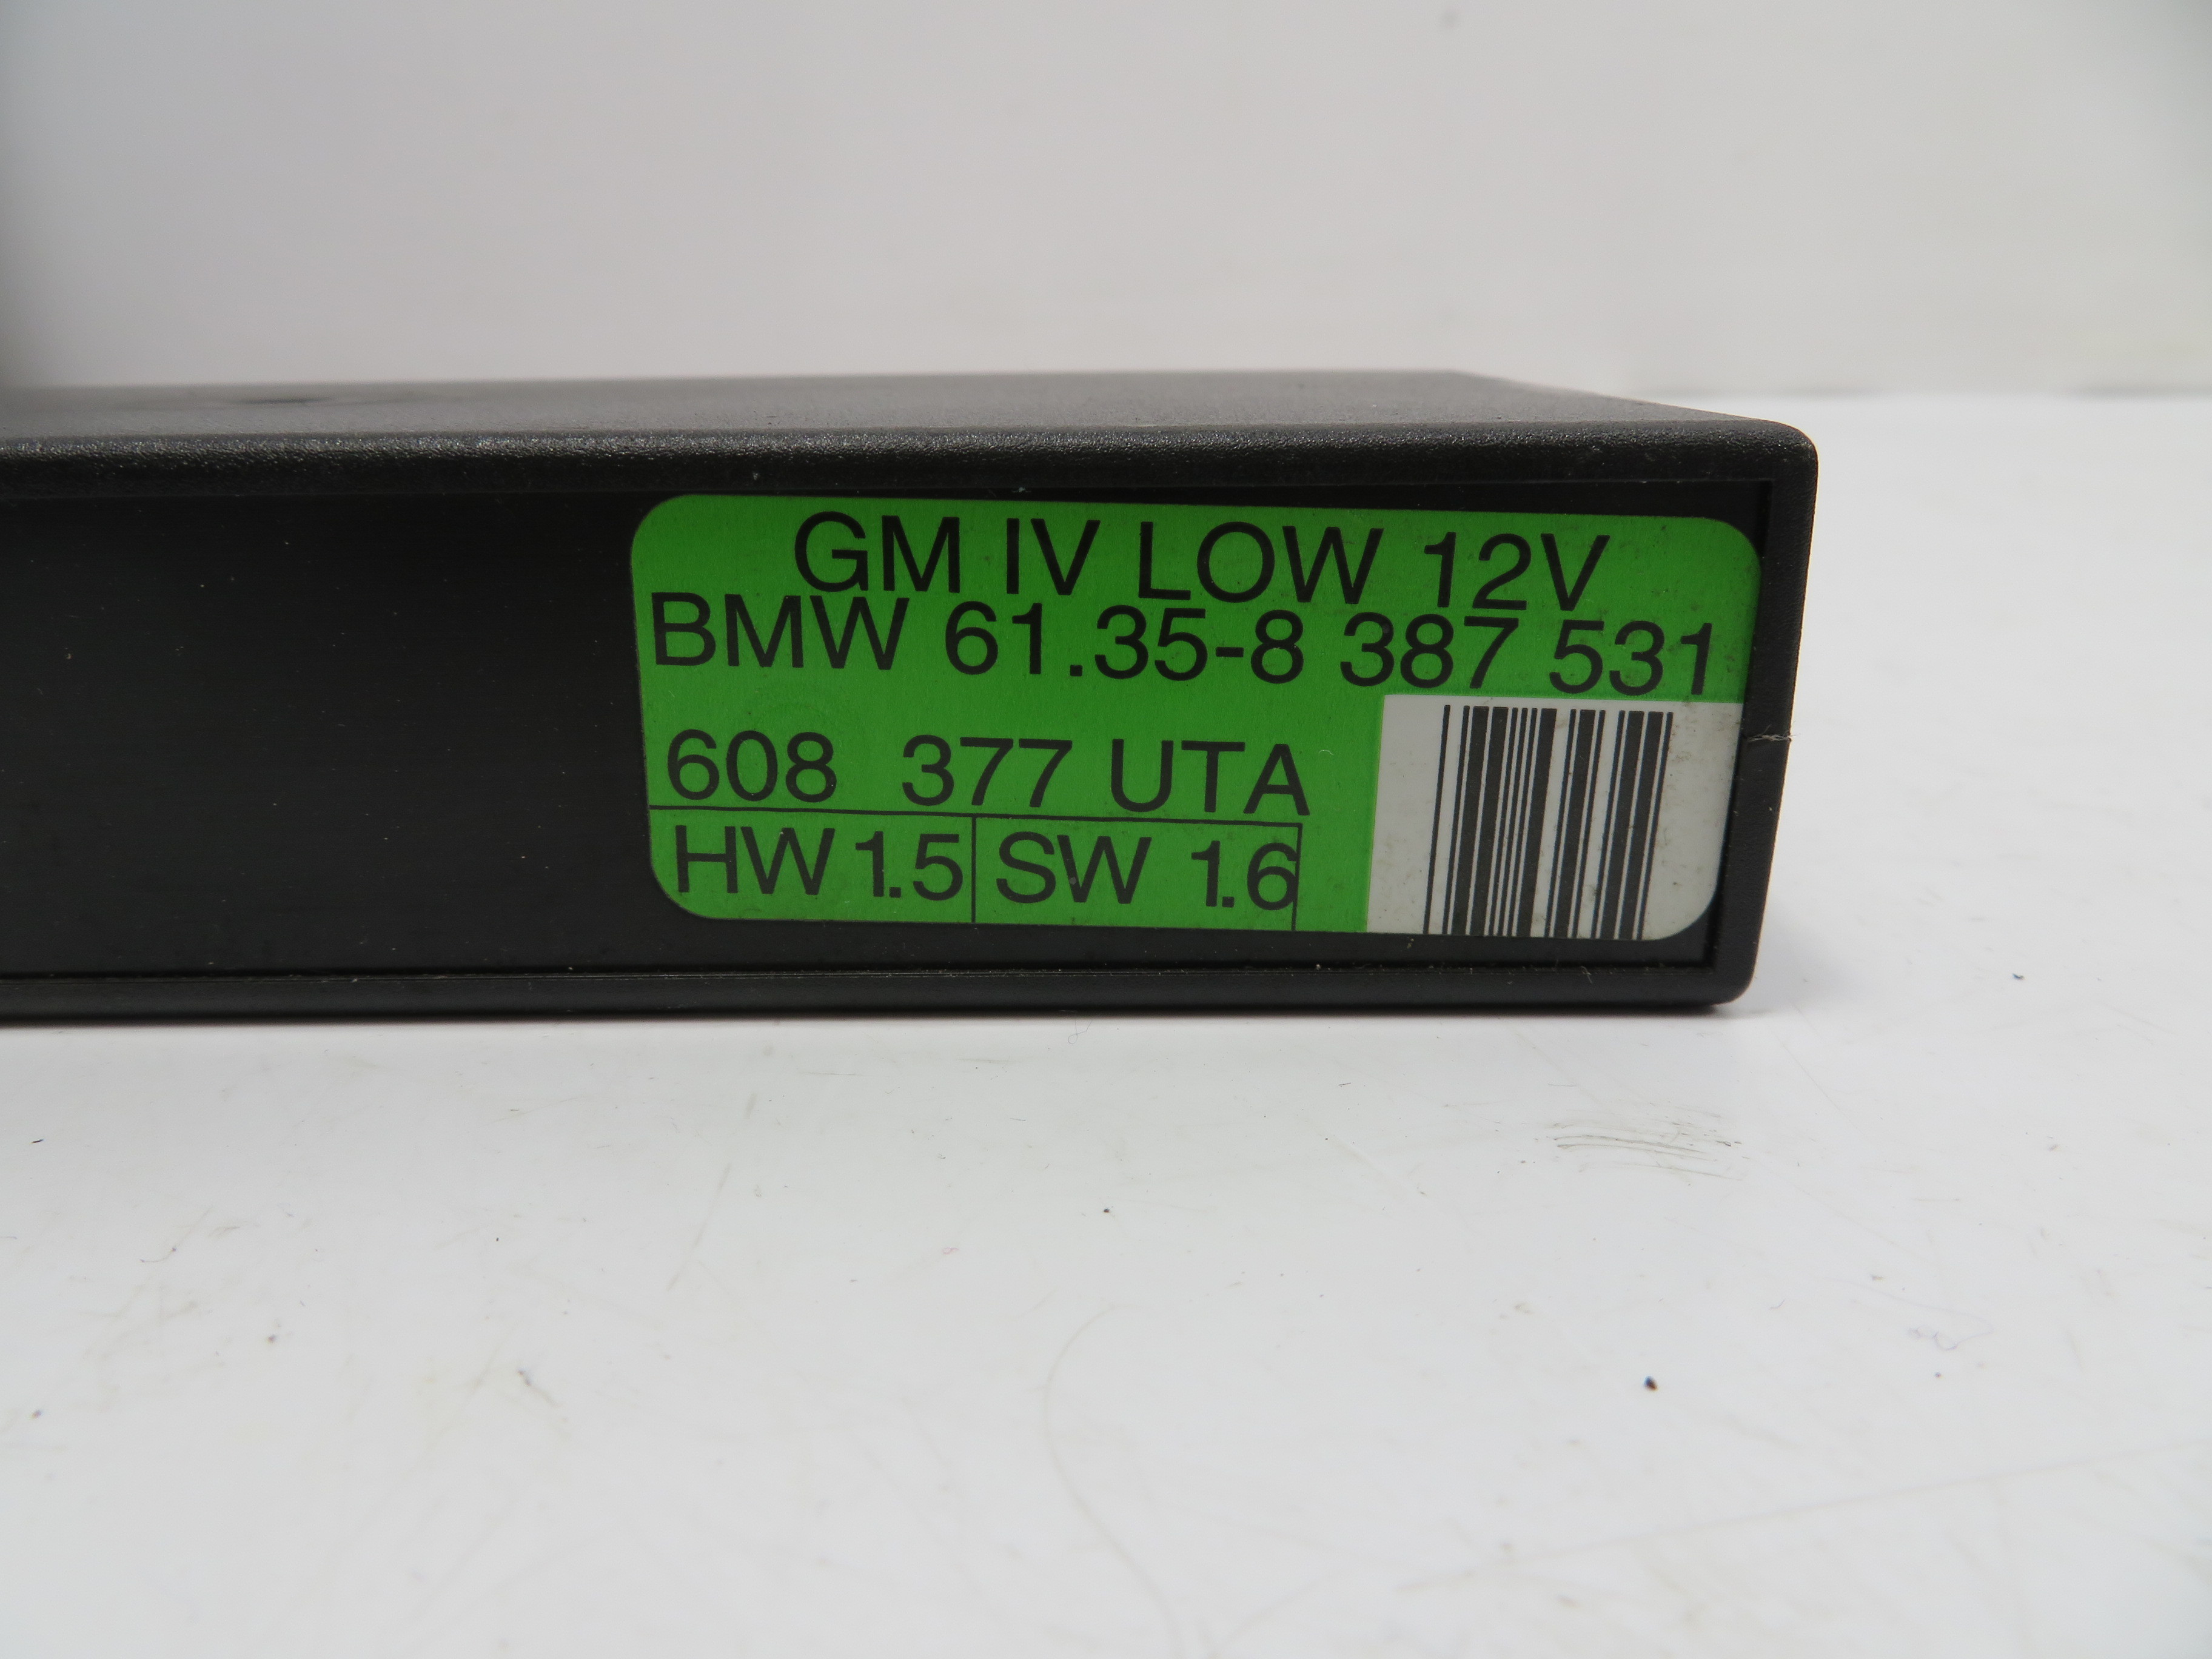 GM IV LOW 12V
BMW 61.35-8 387 531
608 377 UTA
HW 1.5 SW 1.6